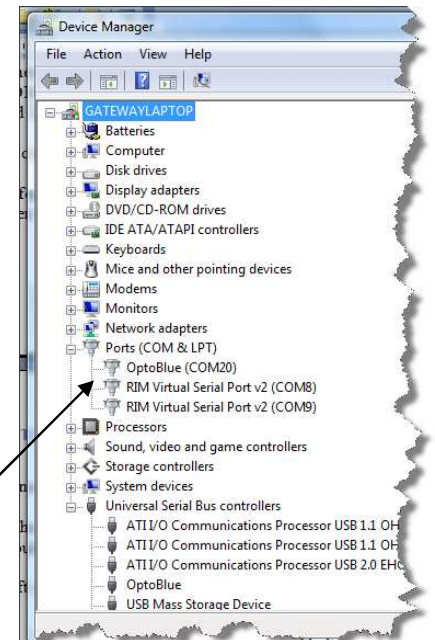 Device Manager
File Action View Help
GATEWAYLAPTOP
Batteries
Computer
Disk drives
Display adapters
DVD/CD-ROM drives
IDE ATA/ATAPI controllers
Keyboards
Mice and other pointing devices
Modems
Monitors
Network adapters
Ports (COM & LPT)
OptoBlue (COM20)
RIM Virtual Serial Port v2 (COM8)
RIM Virtual Serial Port v2 (COM9)
Processors
Sound, video and game controllers
Storage controllers
System devices
Universal Serial Bus controllers
ATI I/O Communications Processor USB 1.1 OH
ATI I/O Communications Processor USB 1.1 OH
ATI I/O Communications Processor USB 2.0 EHC
OptoBlue
USB Mass Storage Device